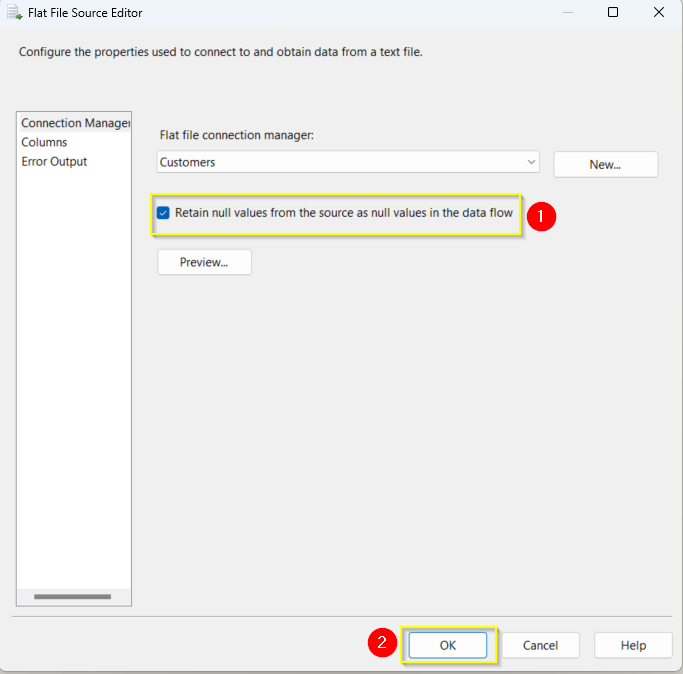 Flat File Source Editor
Configure the properties used to connect to and obtain data from a text file.
Connection Manager
Columns
Error Output
Flat file connection manager:
Customers
New...
Retain null values from the source as null values in the data flow
1
Preview...
2
OK
Cancel
Help